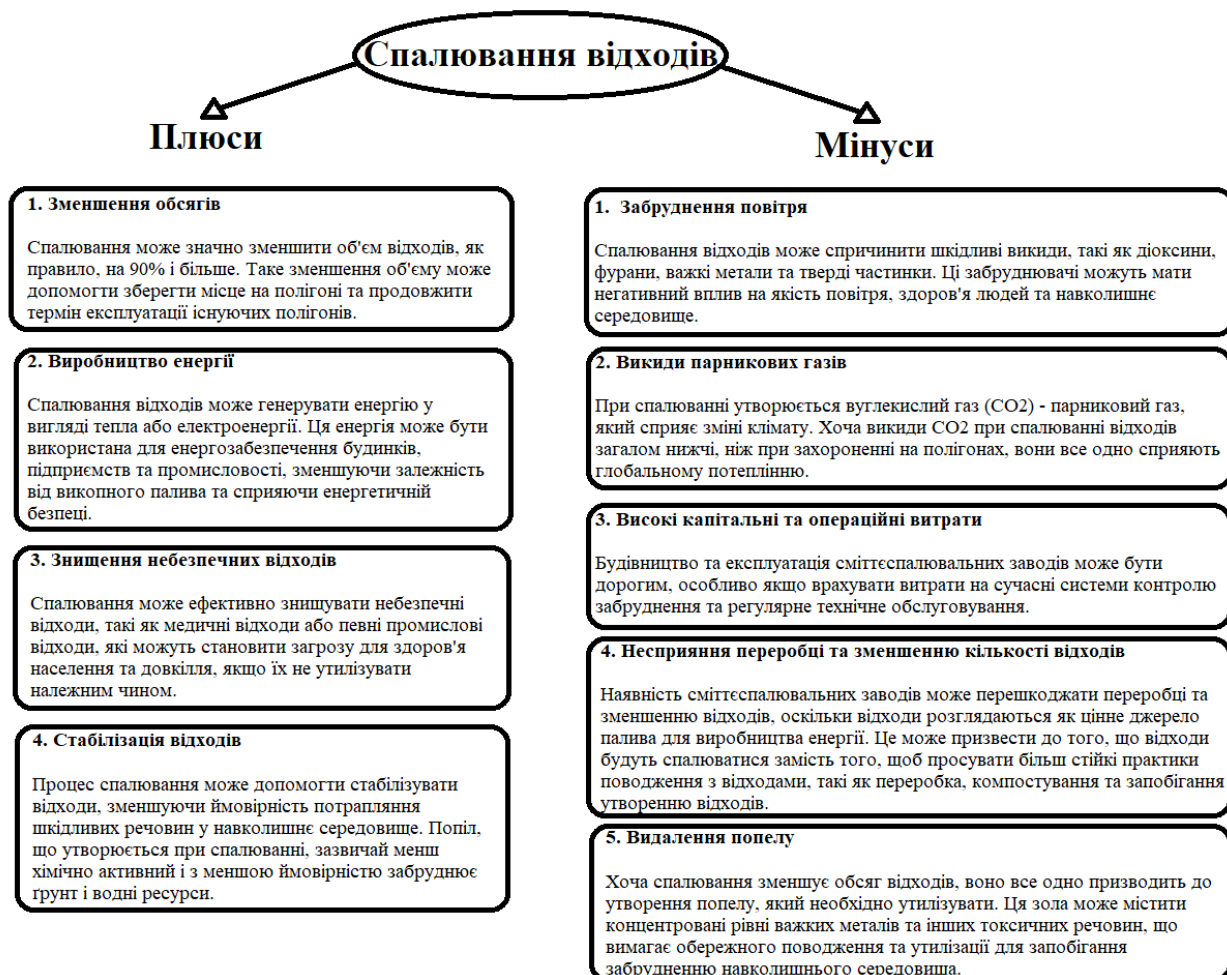 Спалювання відходів
Плюси
1. Зменшення обсягів
Спалювання може значно зменшити об'єм відходів, як
правило, на 90% і більше. Таке зменшення об'єму може
допомогти зберегти місце на полігоні та продовжити
термін експлуатації існуючих полігонів.
2. Виробництво енергії
Спалювання відходів може генерувати енергію у
вигляді тепла або електроенергії. Ця енергія може бути
використана для енергозабезпечення будинків,
підприємств та промисловості, зменшуючи залежність
від викопного палива та сприяючи енергетичній
безпеці.
3. Знищення небезпечних відходів
Спалювання може ефективно знищувати небезпечні
відходи, такі як медичні відходи або певні промислові
відходи, які можуть становити загрозу для здоров'я
населення та довкілля, якщо їх не утилізувати
належним чином.
4. Стабілізація відходів
Процес спалювання може допомогти стабілізувати
відходи, зменшуючи ймовірність потрапляння
шкідливих речовин у навколишнє середовище. Попіл,
що утворюється при спалюванні, зазвичай менш
хімічно активний і з меншою ймовірністю забруднює
ґрунт і водні ресурси.
Мінуси
1. Забруднення повітря
Спалювання відходів може спричинити шкідливі викиди, такі як діоксини,
фурани, важкі метали та тверді частинки. Ці забруднювачі можуть мати
негативний вплив на якість повітря, здоров'я людей та навколишнє
середовище.
2. Викиди парникових газів
При спалюванні утворюється вуглекислий газ (CO2) - парниковий газ,
який сприяє зміні клімату. Хоча викиди CO2 при спалюванні відходів
загалом нижчі, ніж при захороненні на полігонах, вони все одно сприяють
глобальному потеплінню.
3. Високі капітальні та операційні витрати
Будівництво та експлуатація сміттєспалювальних заводів може бути
дорогим, особливо якщо врахувати витрати на сучасні системи контролю
забруднення та регулярне технічне обслуговування.
4. Несприяння переробці та зменшенню кількості відходів
Наявність сміттєспалювальних заводів може перешкоджати переробці та
зменшенню відходів, оскільки відходи розглядаються як цінне джерело
палива для виробництва енергії. Це може призвести до того, що відходи
будуть спалюватися замість того, щоб просувати більш стійкі практики
поводження з відходами, такі як переробка, компостування та запобігання
утворенню відходів.
5. Видалення попелу
Хоча спалювання зменшує обсяг відходів, воно все одно призводить до
утворення попелу, який необхідно утилізувати. Ця зола може містити
концентровані рівні важких металів та інших токсичних речовин, що
вимагає обережного поводження та утилізації для запобігання
забрудненню навколишнього середовища.